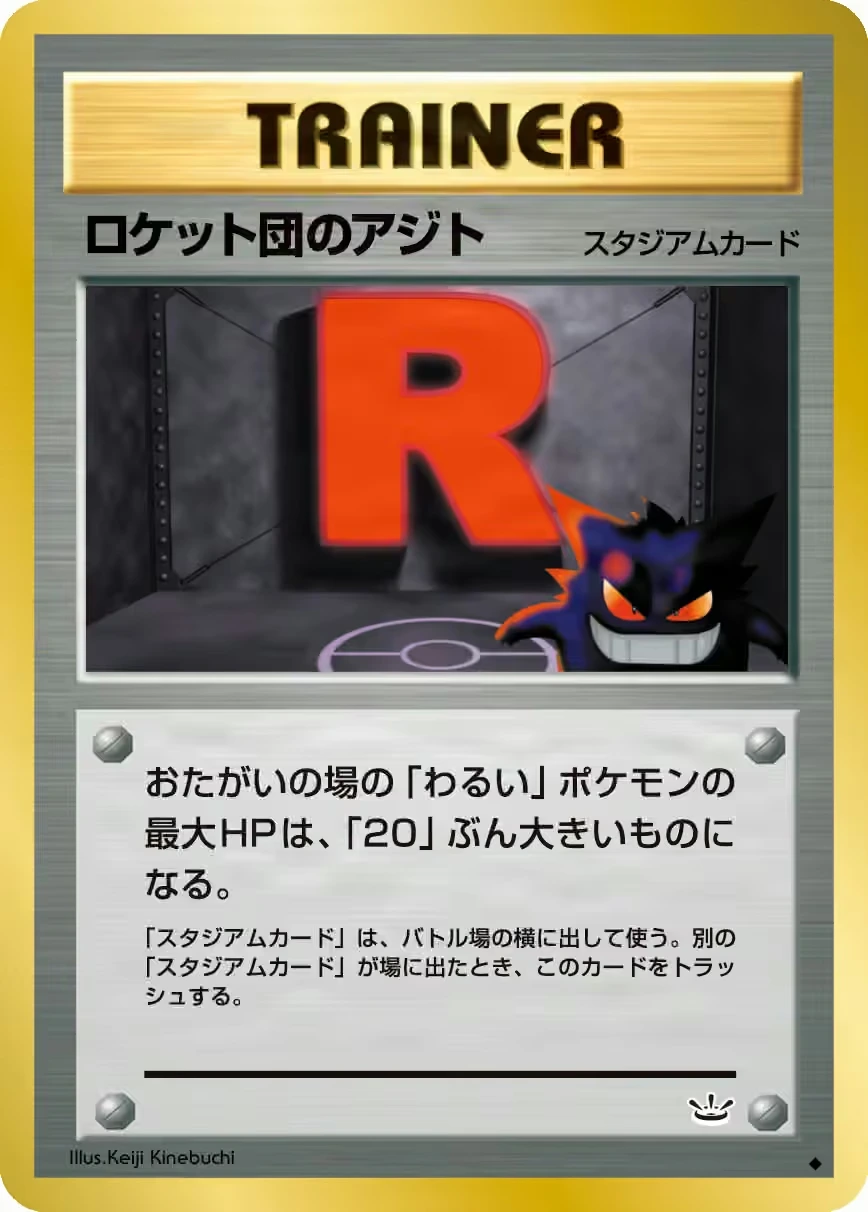 TRAINER
ロケット団のアジト
スタジアムカード
R
おたがいの場の「わるい」ポケモンの
最大HPは、「20」ぶん大きいものに
なる。
「スタジアムカード」は、バトル場の横に出して使う。別の
「スタジアムカード」が場に出たとき、このカードをトラッ
シュする。
Illus.Keiji Kinebuchi